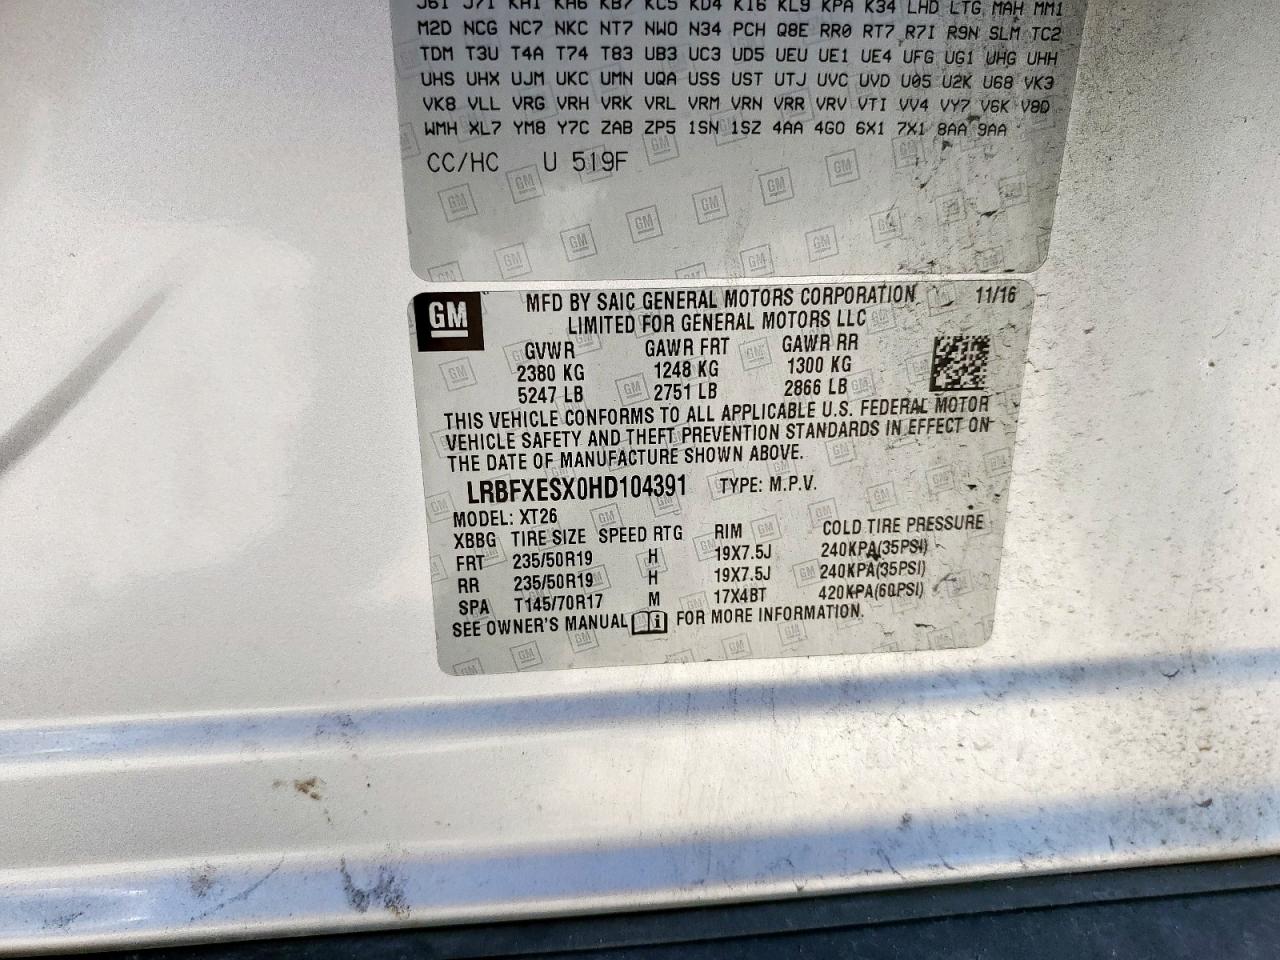 J61 J71 KA1 KA6 KB7 KC5 KD4 KI6 KL9 KPA K34 LHD LTG MAH MM1
M2D NCG NC7 NKC NT7 NWO N34 PCH Q8E RR0 RT7 R7I R9N SLM TC2
TDM T3U T4A T74 T83 UB3 UC3 UD5 UEU UE1 UE4 UFG UG1 UHG UHH
UHS UHX UJM UKC UMN UQA USS UST UTJ UVC UVD U05 U2K U68 VK3
VK8 VLL VRG VRH VRK VRL VRM VRN VRR VRV VTI VV4 VY7 V6K V8D
WMH XL7 YM8 Y7C ZAB ZP5 1SN 1SZ 4AA 4GO 6X1 7X1 8AA 9AA
CC/HC U 519F
GM
MFD BY SAIC GENERAL MOTORS CORPORATION 11/16
LIMITED FOR GENERAL MOTORS LLC
GVWR GAWR FRT GAWR RR
2380 KG 1248 KG 1300 KG
5247 LB 2751 LB 2866 LB
THIS VEHICLE CONFORMS TO ALL APPLICABLE U.S. FEDERAL MOTOR
VEHICLE SAFETY AND THEFT PREVENTION STANDARDS IN EFFECT ON
THE DATE OF MANUFACTURE SHOWN ABOVE.
LRBFXESX0HD104391 TYPE: M.P.V.
MODEL: XT26
XBBG TIRE SIZE SPEED RTG RIM COLD TIRE PRESSURE
FRT 235/50R19 H 19X7.5J 240KPA(35PSI)
RR 235/50R19 H 19X7.5J 240KPA(35PSI)
SPA T145/70R17 M 17X4BT 420KPA(60PSI)
SEE OWNER'S MANUAL FOR MORE INFORMATION.